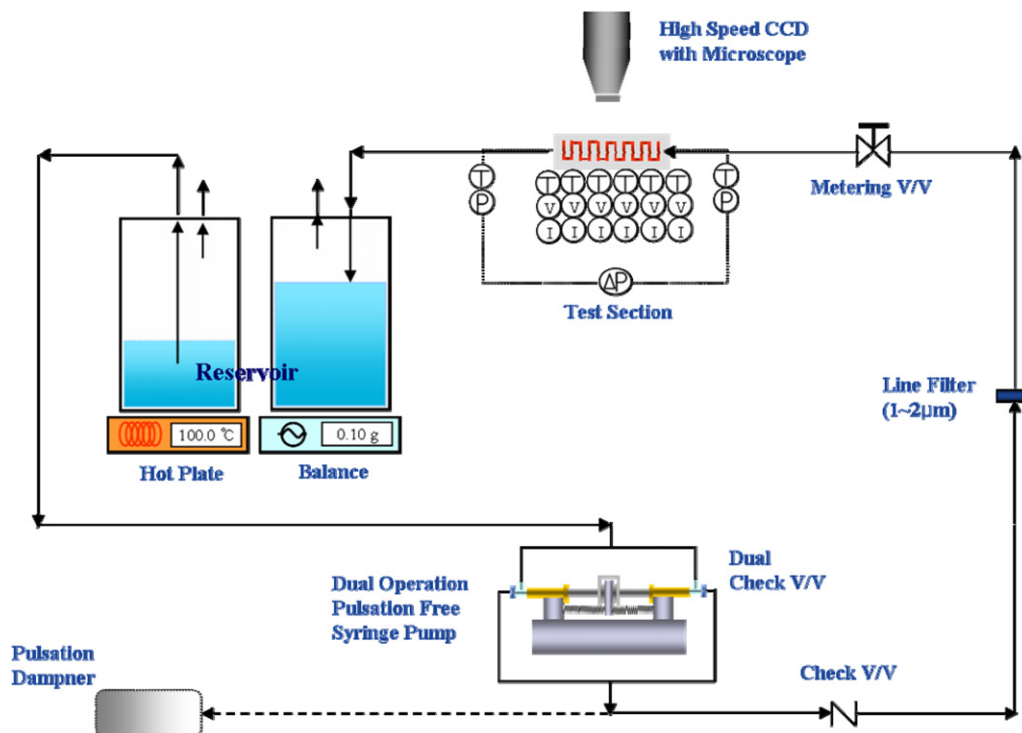 High Speed CCD
with Microscope
Metering V/V
T T T T T T T T
P V V V V V V P
I I I I I I
ΔP
Test Section
Reservoir
Line Filter
(1~2μm)
100.0 ℃
0.10 g
Hot Plate
Balance
Dual
Check V/V
Dual Operation
Pulsation Free
Syringe Pump
Pulsation
Dampner
Check V/V